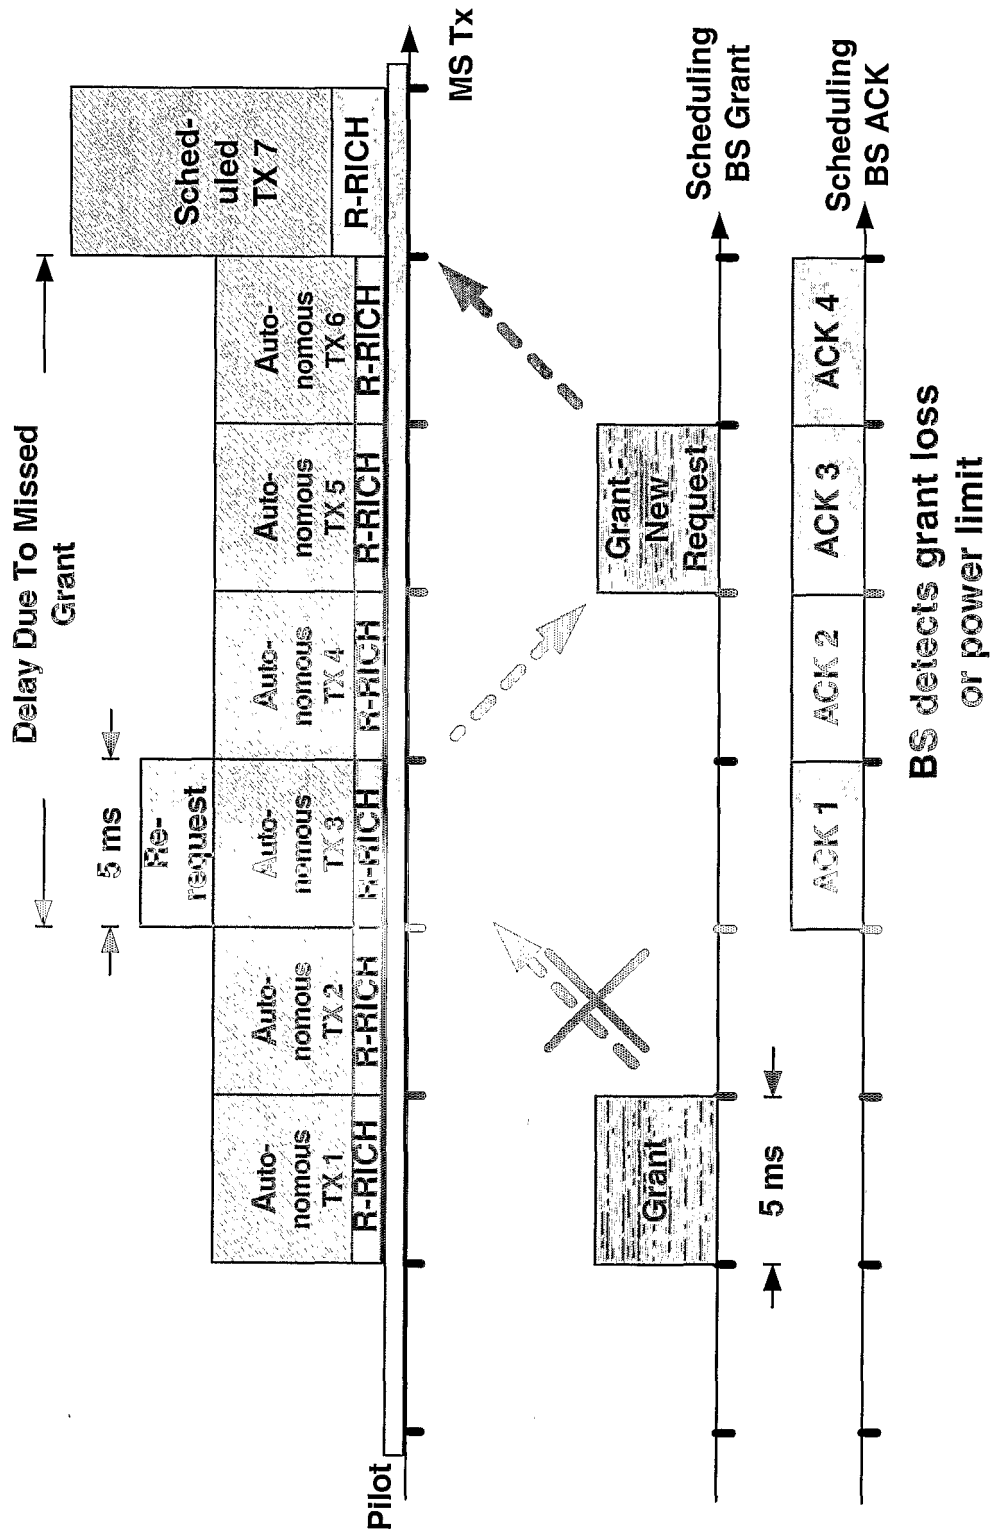 Delay Due To Missed
Grant
5 ms
Re-
request
Auto-
nomous
TX 1
Auto-
nomous
TX 2
Auto-
nomous
TX 3
Auto-
nomous
TX 4
Auto-
nomous
TX 5
Auto-
nomous
TX 6
Sched-
uled
TX 7
R-RICH
R-RICH
R-RICH
R-RICH
R-RICH
R-RICH
R-RICH
Pilot
MS Tx
Grant
Grant-
New
Request
Scheduling
BS Grant
5 ms
ACK 1
ACK 2
ACK 3
ACK 4
Scheduling
BS ACK
BS detects grant loss
or power limit